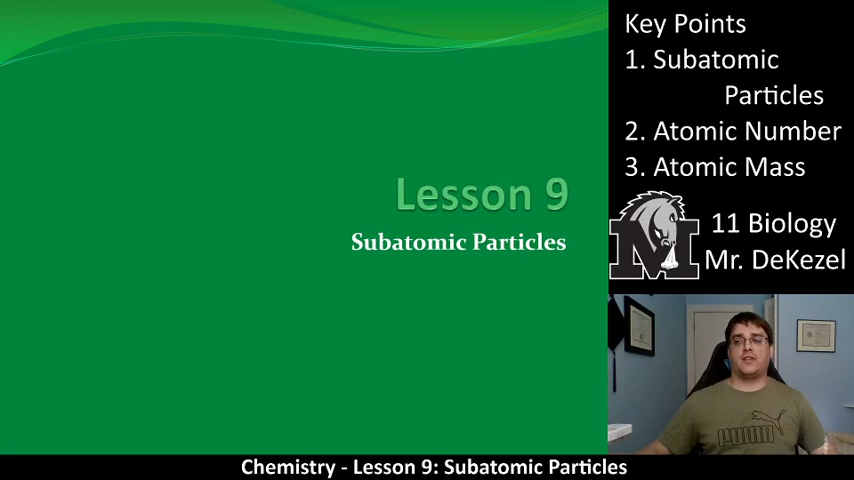 Lesson 9
Subatomic Particles
Key Points
1. Subatomic
Particles
2. Atomic Number
3. Atomic Mass
M
11 Biology
Mr. DeKezel
PUMA
Chemistry - Lesson 9: Subatomic Particles